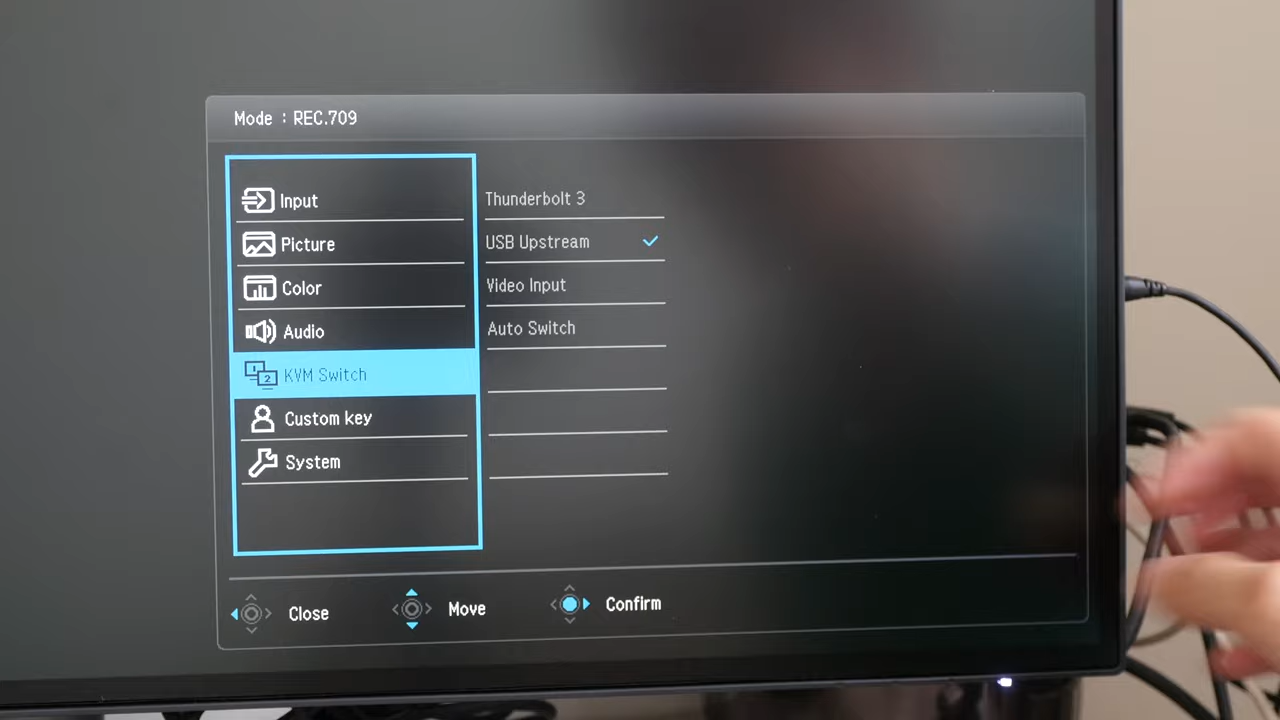 Mode : REC.709
Input
Picture
Color
Audio
KVM Switch
Custom key
System
Thunderbolt 3
USB Upstream
Video Input
Auto Switch
Close
Move
Confirm